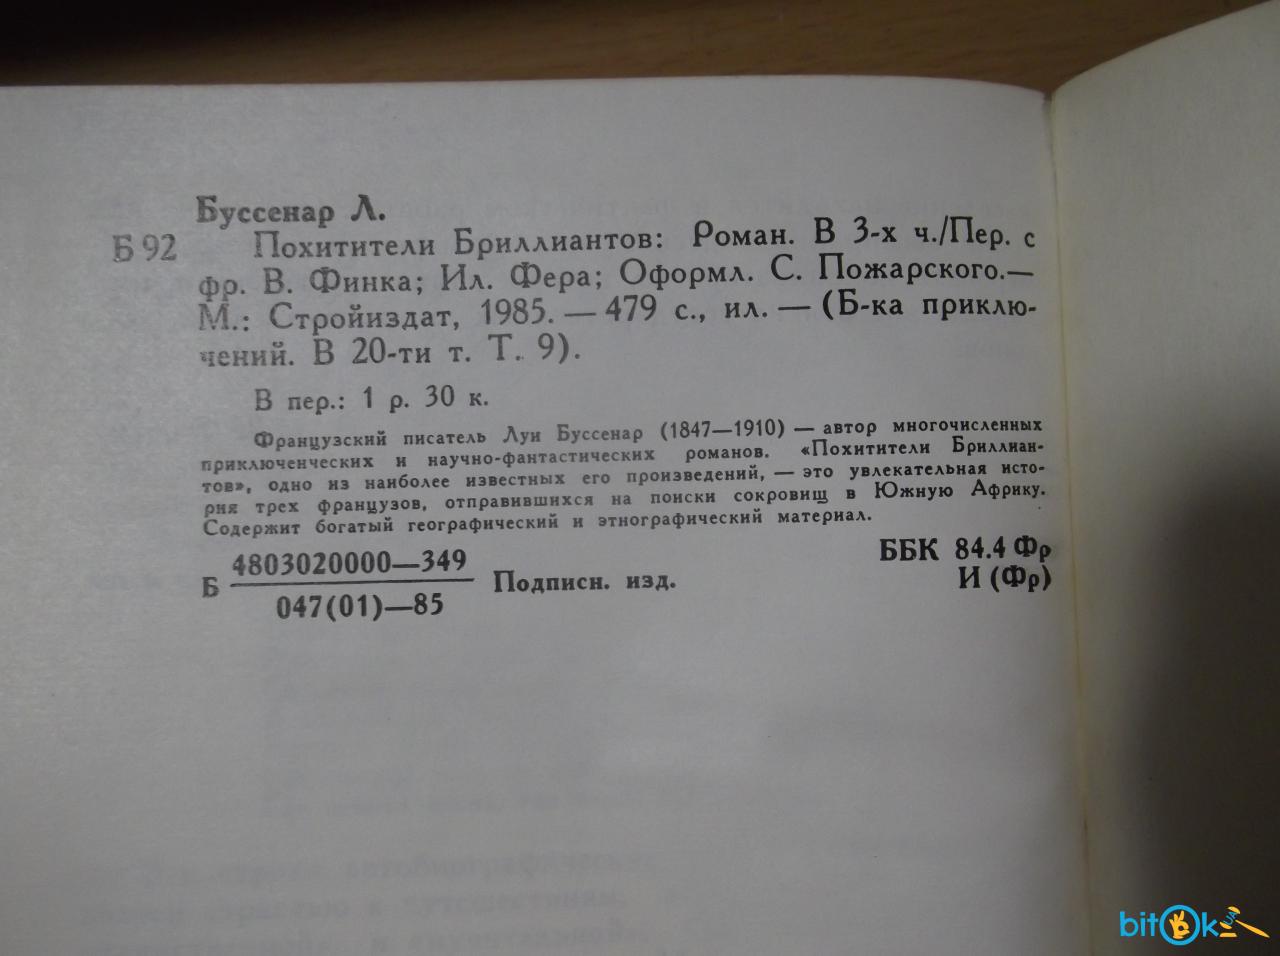 Буссенар Л.
Б 92 Похитители Бриллиантов: Роман. В 3-х ч./Пер. с
фр. В. Финка; Ил. Фера; Оформл. С. Пожарского.—
М.: Стройиздат, 1985. — 479 с., ил. — (Б-ка приклю-
чений. В 20-ти т. Т. 9).
В пер.: 1 р. 30 к.
Французский писатель Луи Буссенар (1847—1910) — автор многочисленных
приключенческих и научно-фантастических романов. «Похитители Бриллиан-
тов», одно из наиболее известных его произведений, — это увлекательная исто-
рия трех французов, отправившихся на поиски сокровищ в Южную Африку.
Содержит богатый географический и этнографический материал.
Б 4803020000—349
047(01)—85
Подписн. изд.
ББК 84.4 Фр
И (Фр)
bitok.ua